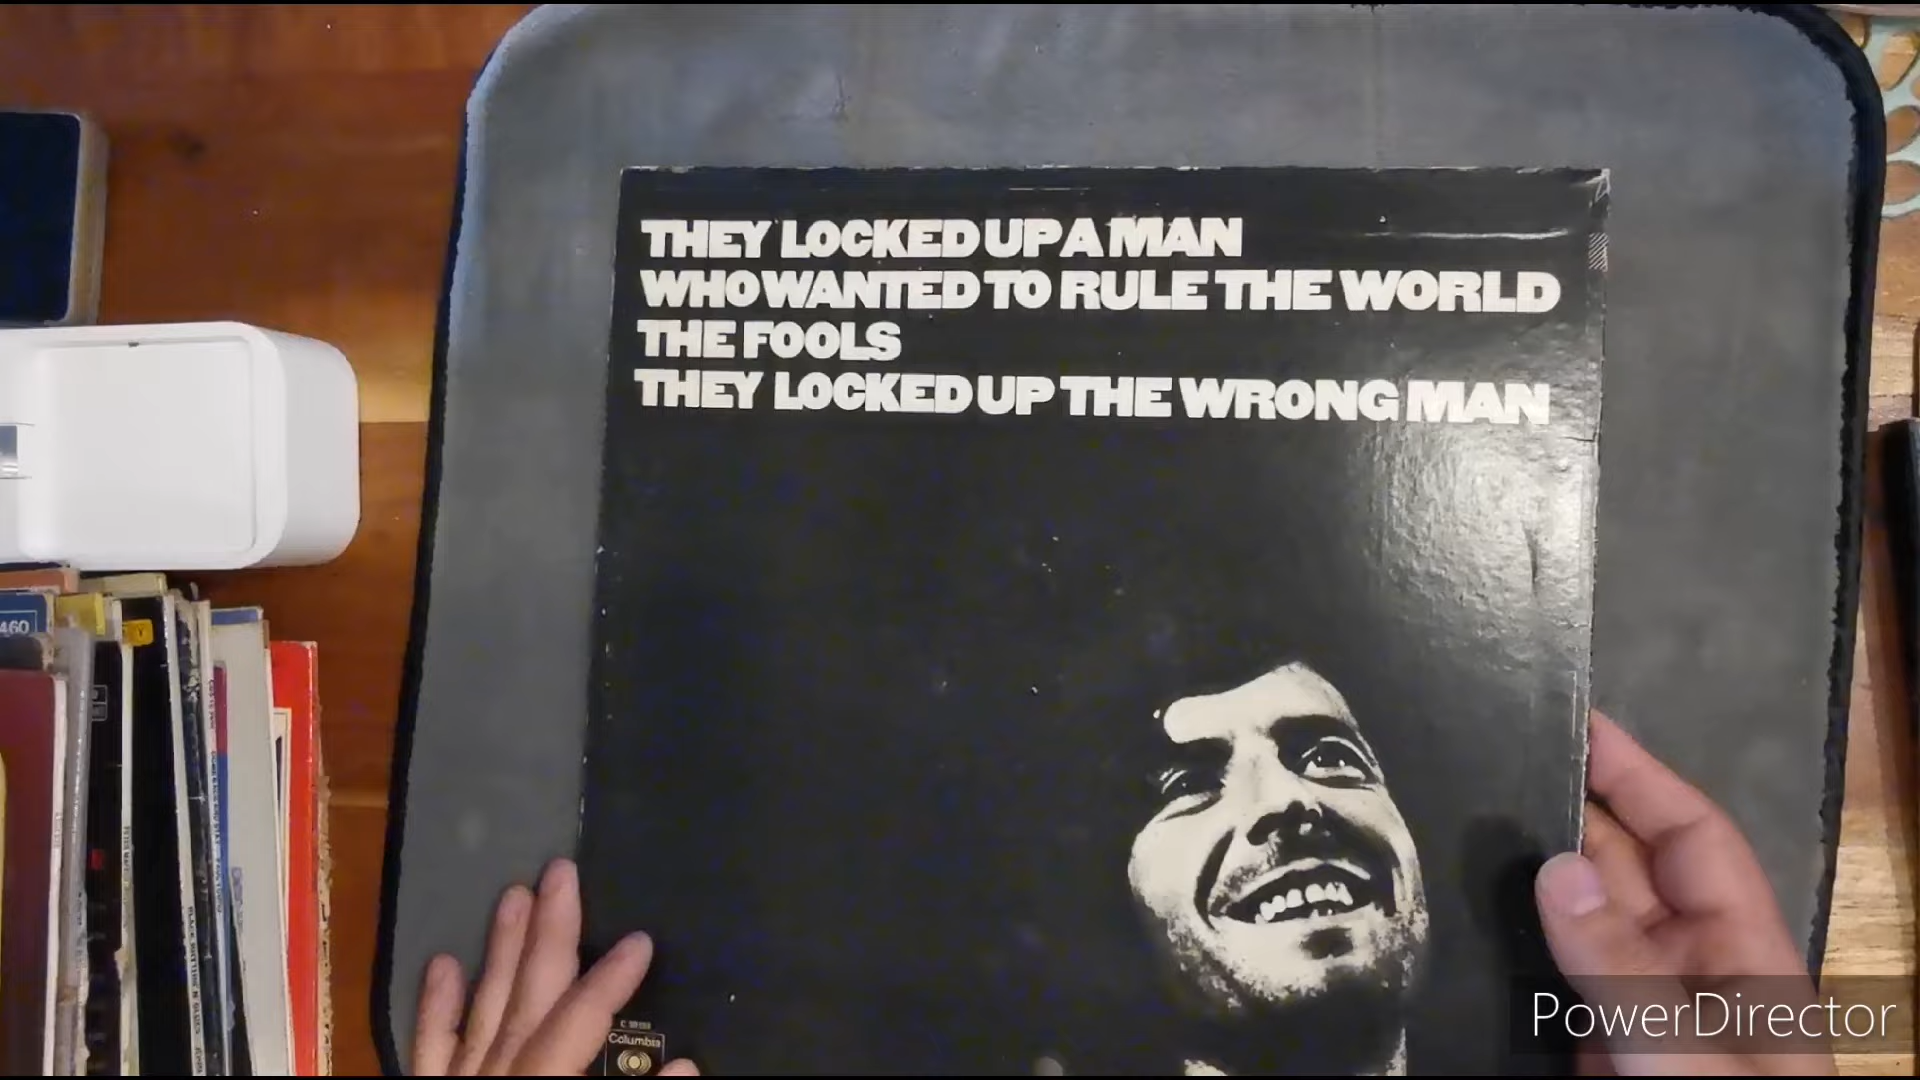 THEY LOCKED UP A MAN
WHO WANTED TO RULE THE WORLD
THE FOOLS
THEY LOCKED UP THE WRONG MAN
460
Columbia
PowerDirector